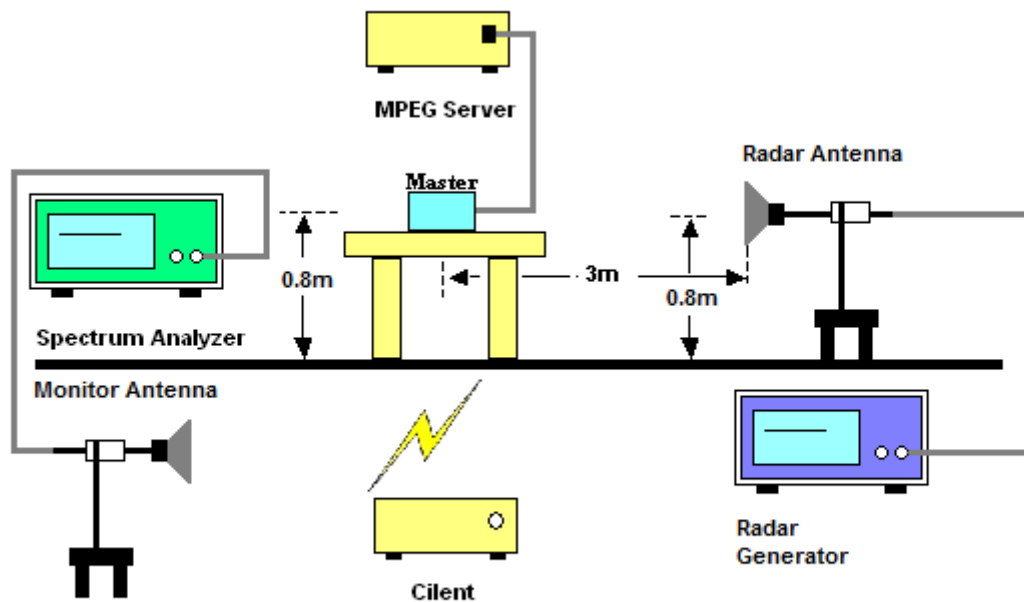 MPEG Server
Master
Radar Antenna
0.8m
3m
0.8m
Spectrum Analyzer
Monitor Antenna
Radar
Generator
Cilent